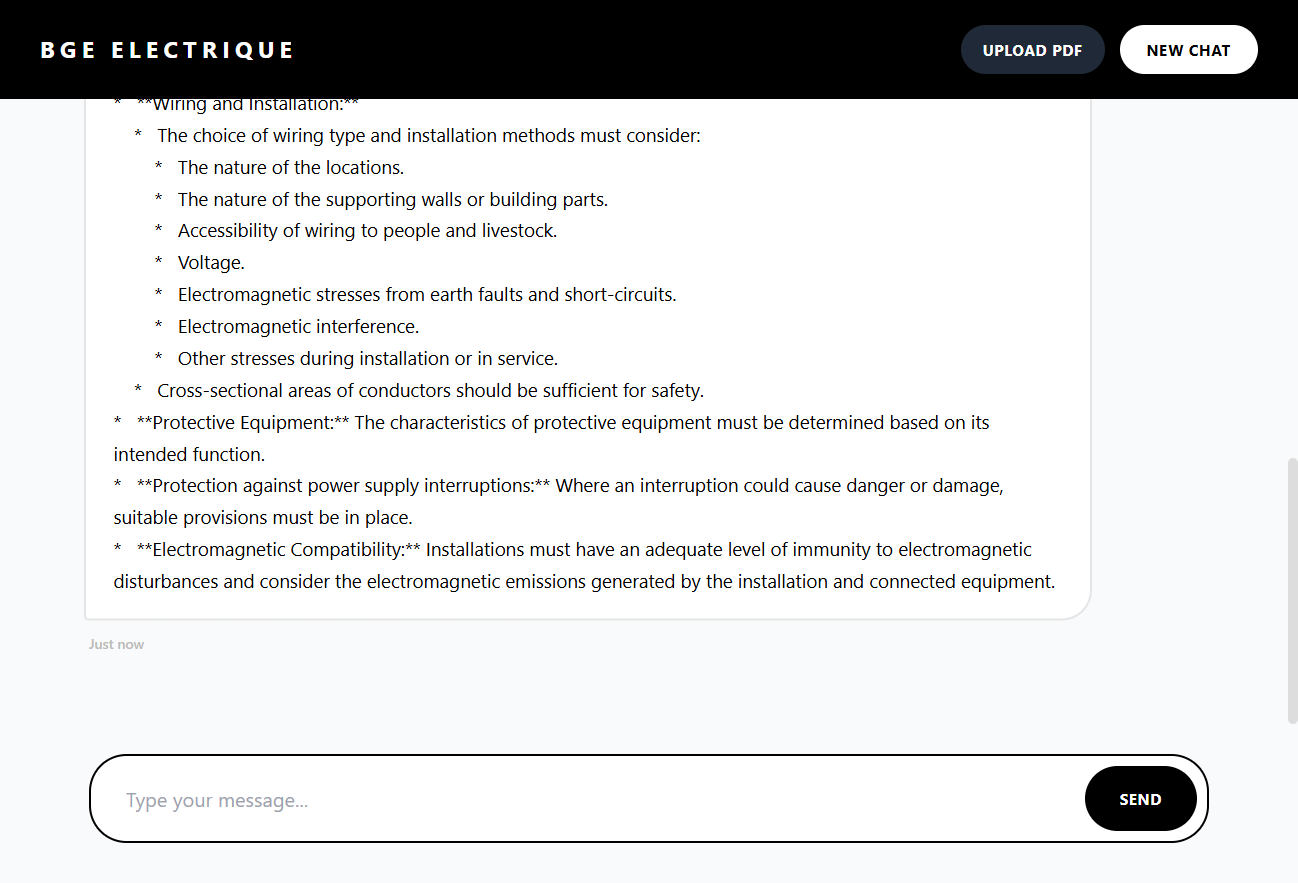 BGE ELECTRIQUE
UPLOAD PDF
NEW CHAT
* **Wiring and Installation:**
* The choice of wiring type and installation methods must consider:
* The nature of the locations.
* The nature of the supporting walls or building parts.
* Accessibility of wiring to people and livestock.
* Voltage.
* Electromagnetic stresses from earth faults and short-circuits.
* Electromagnetic interference.
* Other stresses during installation or in service.
* Cross-sectional areas of conductors should be sufficient for safety.
* **Protective Equipment:** The characteristics of protective equipment must be determined based on its
intended function.
* **Protection against power supply interruptions:** Where an interruption could cause danger or damage,
suitable provisions must be in place.
* **Electromagnetic Compatibility:** Installations must have an adequate level of immunity to electromagnetic
disturbances and consider the electromagnetic emissions generated by the installation and connected equipment.
Just now
Type your message...
SEND